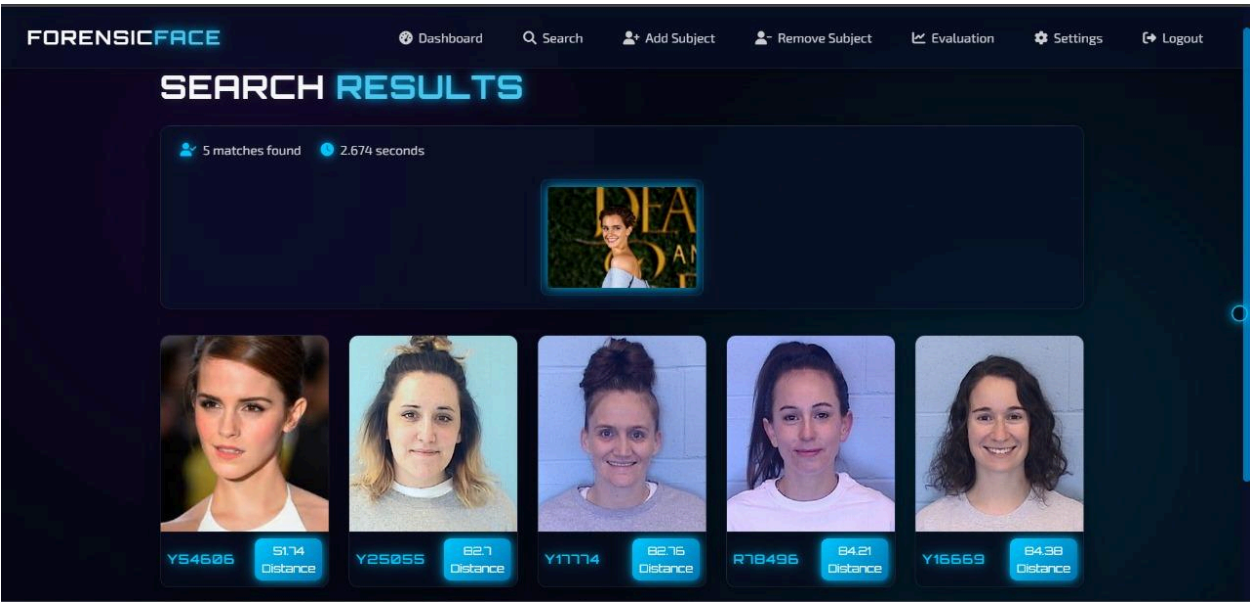 FORENSICFACE
Dashboard Search Add Subject Remove Subject Evaluation Settings Logout
SEARCH RESULTS
5 matches found 2.674 seconds
DEA
AN
Y54606 51.74 Distance
Y25055 82.7 Distance
Y17774 82.76 Distance
R78496 84.21 Distance
Y16669 84.38 Distance